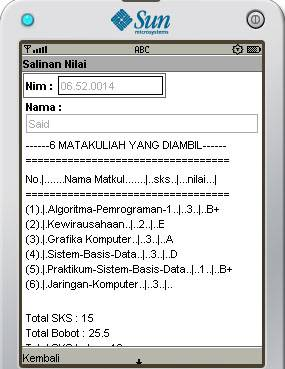 Sun
microsystems
ABC
Salinan Nilai
Nim :
06.52.0014
Nama :
Said
------6 MATAKULIAH YANG DIAMBIL------
==================================
No.|.......Nama Matkul.......|..sks..|...nilai...|
==================================
(1).|.Algoritma-Pemrograman-1..|..3..|..B+
(2).|.Kewirausahaan..|..2..|..E
(3).|.Grafika Komputer..|..3..|..A
(4).|.Sistem-Basis-Data..|..3..|..D
(5).|.Praktikum-Sistem-Basis-Data..|..1..|..B+
(6).|.Jaringan-Komputer..|..3..|..
Total SKS : 15
Total Bobot : 25.5
Kembali